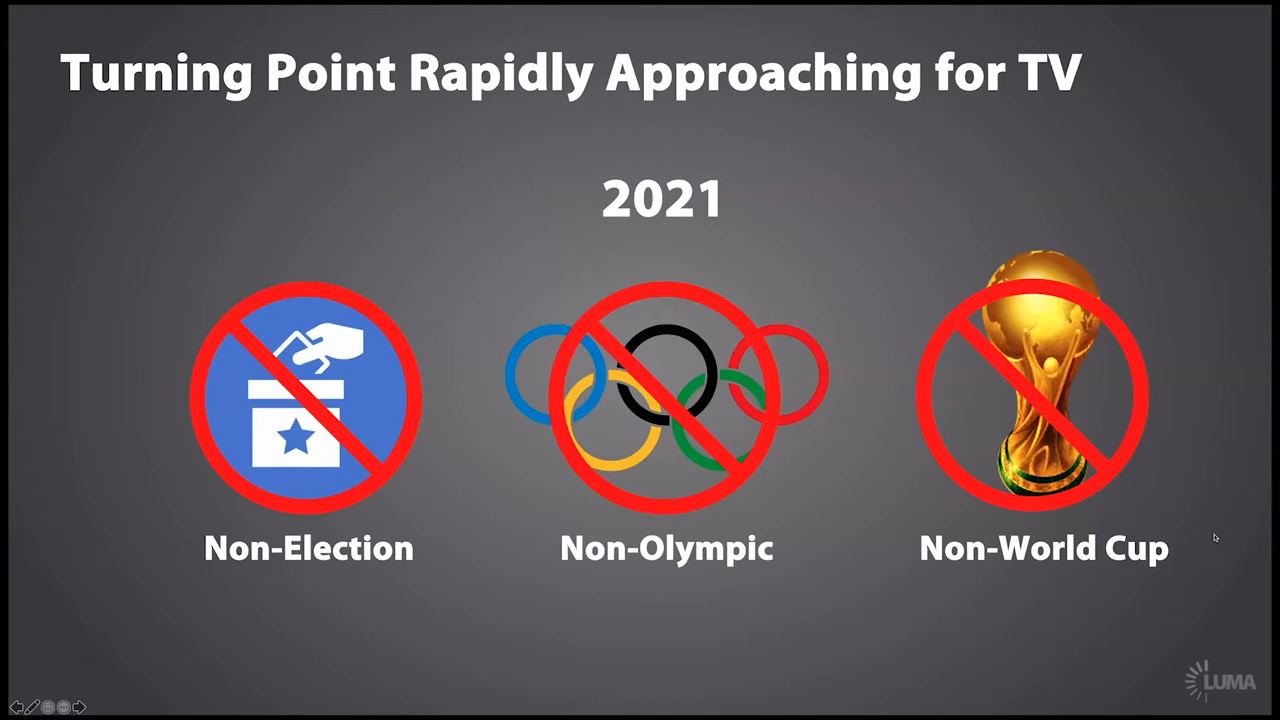 Turning Point Rapidly Approaching for TV
2021
Non-Election
Non-Olympic
Non-World Cup
LUMA